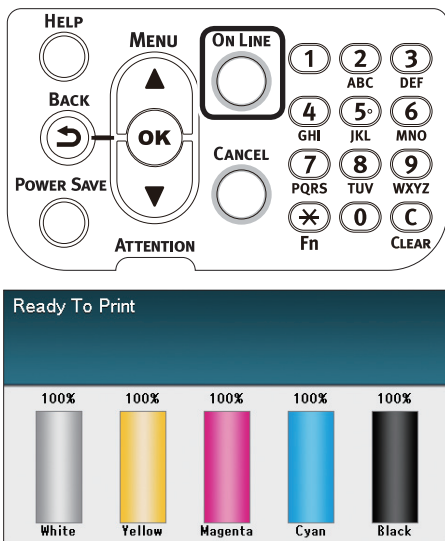 HELP
MENU
ON LINE
1 2 3
ABC DEF
BACK
OK
4 5 6
GHI JKL MNO
CANCEL
7 8 9
PQRS TUV WXYZ
POWER SAVE
* 0 C
Fn CLEAR
ATTENTION
Ready To Print
100% 100% 100% 100% 100%
White Yellow Magenta Cyan Black